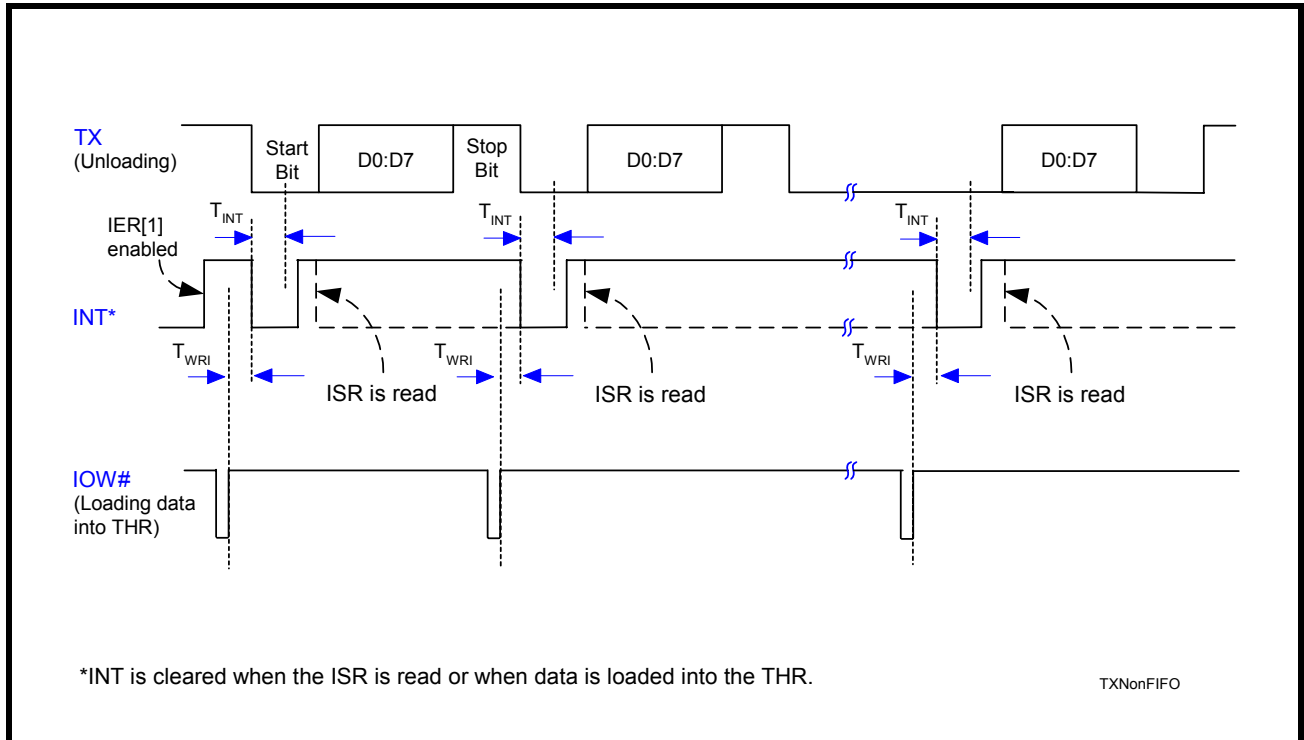 TX
(Unloading)
Start
Bit
D0:D7
Stop
Bit
D0:D7
D0:D7
IER[1]
enabled
TINT
TINT
TINT
INT*
TWRI
TWRI
TWRI
ISR is read
ISR is read
ISR is read
IOW#
(Loading data
into THR)
*INT is cleared when the ISR is read or when data is loaded into the THR.
TXNonFIFO